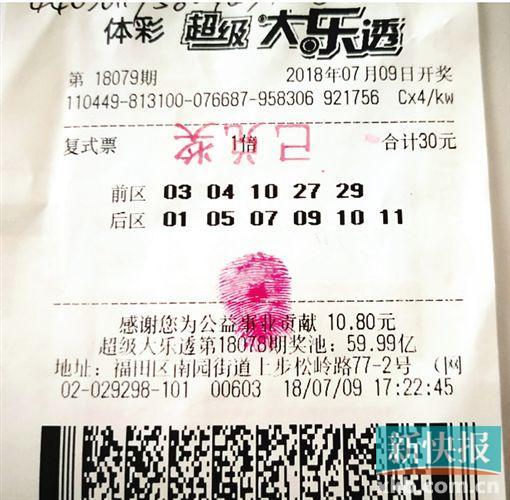 体彩 超级大乐透
第 18079期 2018年07月09日开奖
110449-813100-076687-958306 921756 Cx4/kw
复式票 1倍 合计30元
已兑奖
前区 03 04 10 27 29
后区 01 05 07 09 10 11
感谢您为公益事业贡献 10.80元
超级大乐透第18078期奖池：59.99亿
地址：福田区南园街道上步松岭路77-2号 （网
02-029298-101 00603 18/07/09 17:22:45
新快报